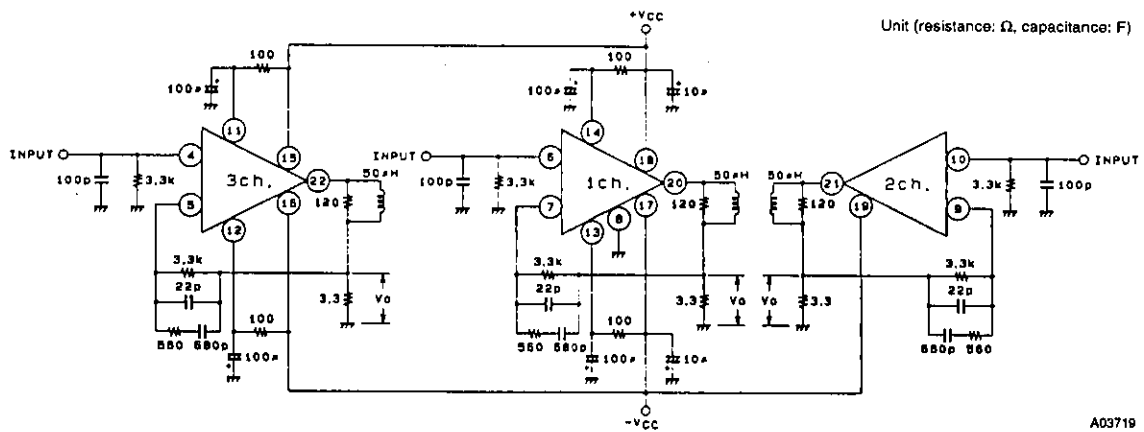 Unit (resistance: Ω, capacitance: F)
+VCC
100
100µ
11
15
INPUT
4
3ch.
22
50µH
100p
3.3k
5
16
120
12
3.3k
22p
560
680p
100
100µ
3.3
Vo
100
100µ
10µ
14
18
INPUT
6
1ch.
20
50µH
100p
3.3k
7
8
17
120
13
3.3k
22p
560
680p
100
100µ
10µ
3.3
Vo
10
INPUT
50µH
21
2ch.
3.3k
100p
120
19
9
Vo
3.3
3.3k
22p
560
-VCC
A03719